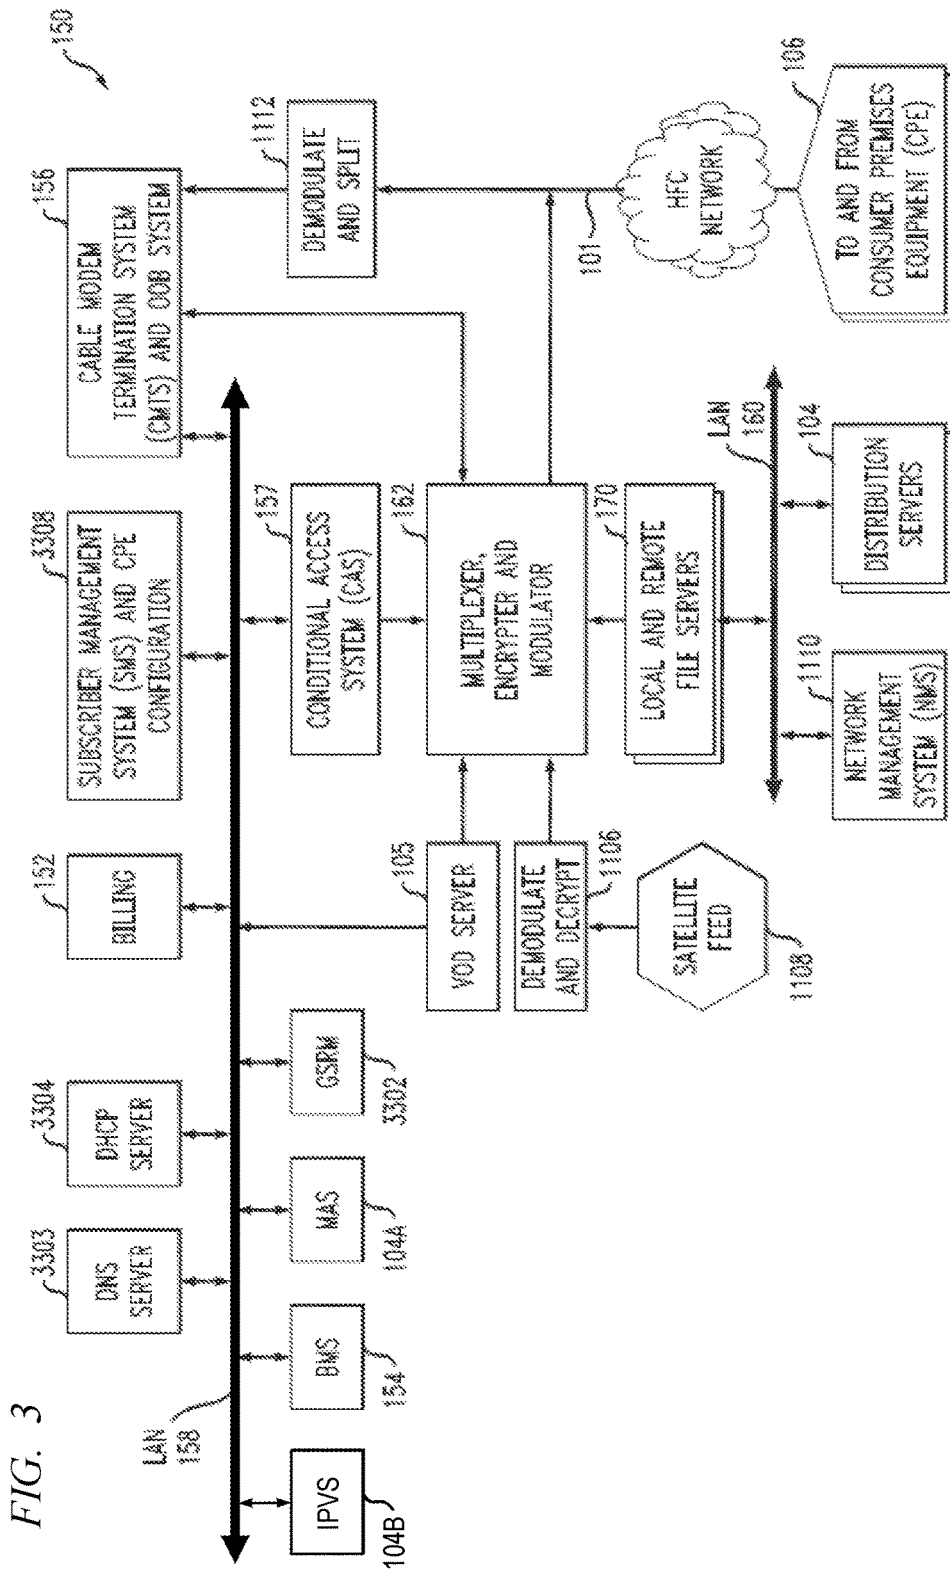 FIG. 3
150
3303
DNS
SERVER
3304
DHCP
SERVER
152
BILLING
3308
SUBSCRIBER MANAGEMENT
SYSTEM (SMS) AND CPE
CONFIGURATION
156
CABLE MODEM
TERMINATION SYSTEM
(CMTS) AND OOB SYSTEM
LAN
158
IPVS
104B
BMS
154
MAS
104A
GSRM
3302
157
CONDITIONAL ACCESS
SYSTEM (CAS)
1112
DEMODULATE
AND SPLIT
105
VOD SERVER
162
MULTIPLEXER,
ENCRYPTER AND
MODULATOR
DEMODULATE
AND DECRYPT
1106
SATELLITE
FEED
1108
170
LOCAL AND REMOTE
FILE SERVERS
101
HFC
NETWORK
LAN
160
1110
NETWORK
MANAGEMENT
SYSTEM (NMS)
104
DISTRIBUTION
SERVERS
106
TO AND FROM
CONSUMER PREMISES
EQUIPMENT (CPE)